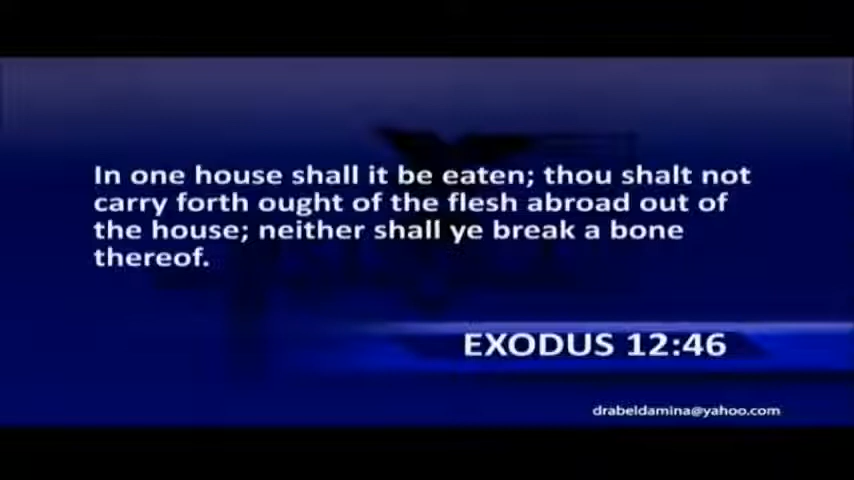 In one house shall it be eaten; thou shalt not
carry forth ought of the flesh abroad out of
the house; neither shall ye break a bone
thereof.
EXODUS 12:46
drabeldamina@yahoo.com